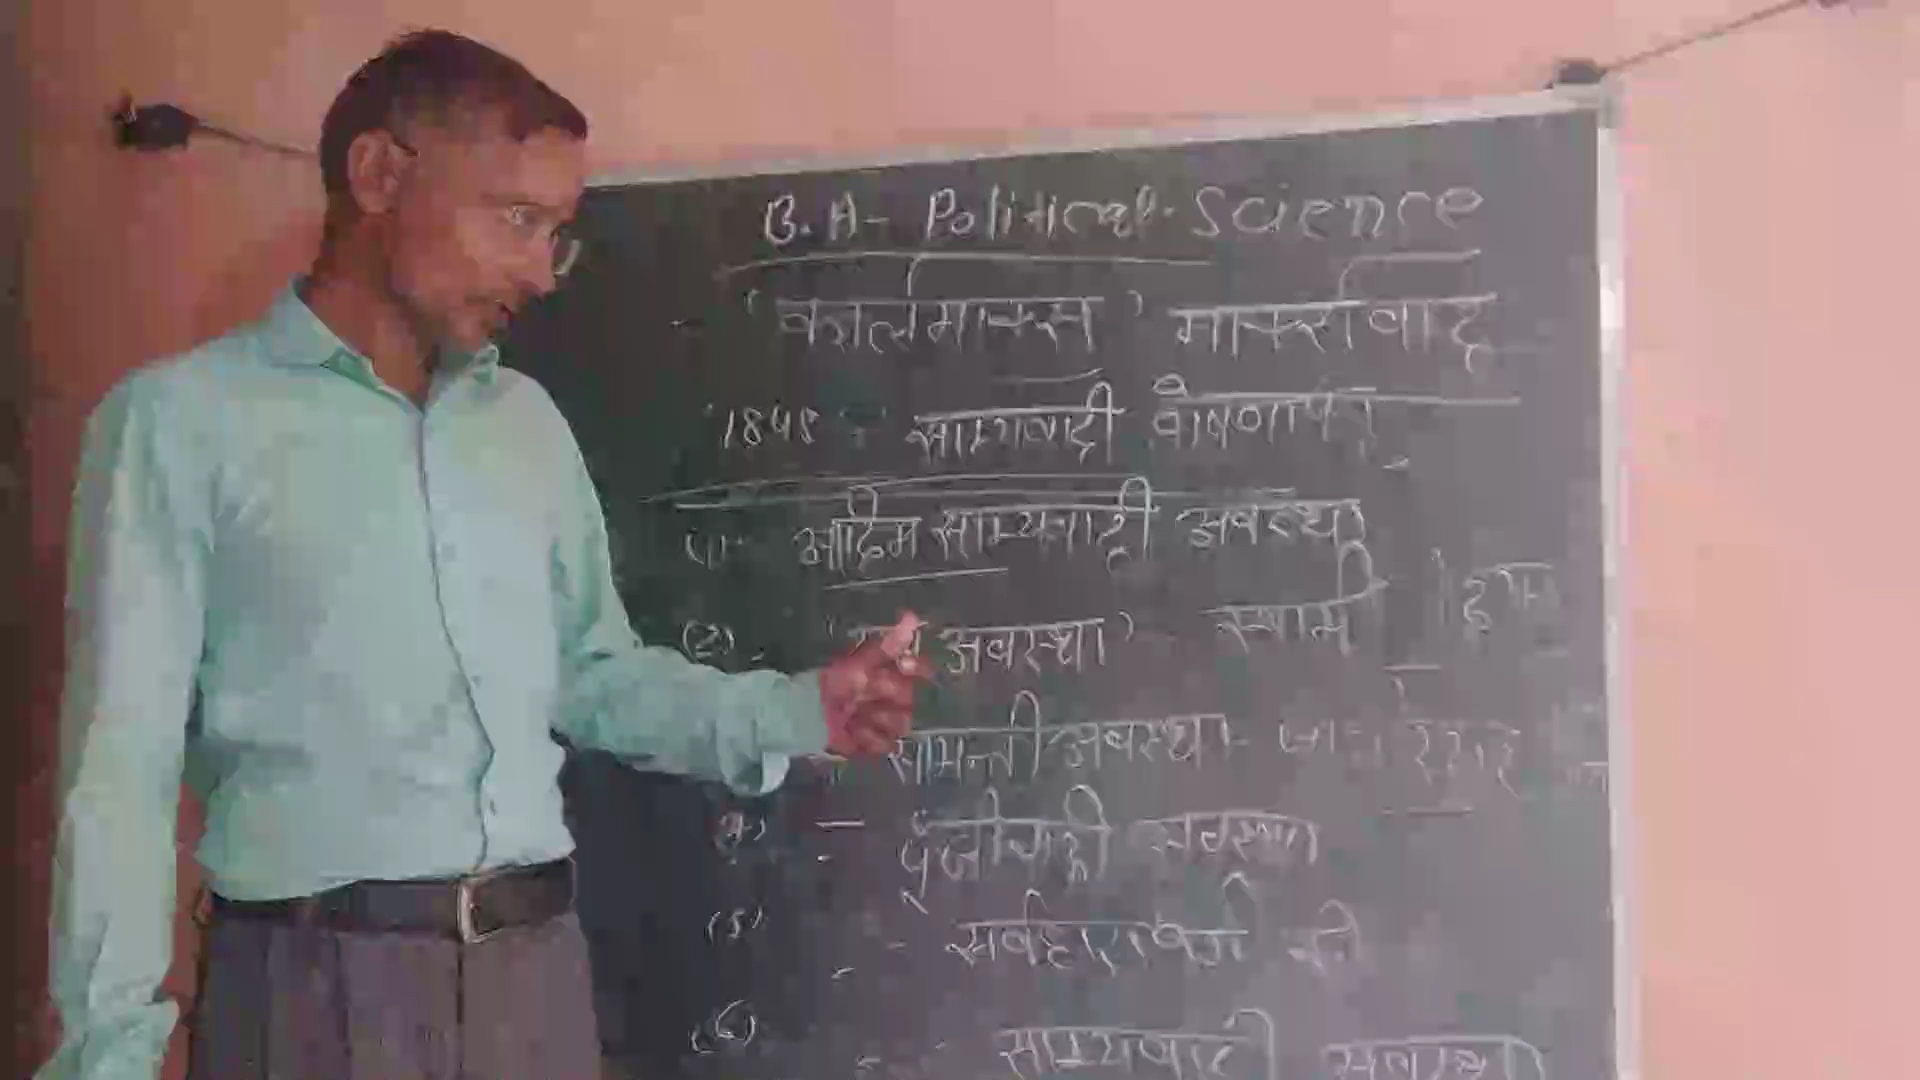 B.A- Political Science
- 'कार्लमार्क्स' मार्क्सवाद
1848 - साम्यवादी घोषणापत्र
(1)- आदिम साम्यवादी अवस्था
(2)- अवस्था' - स्वामी
सामन्ती अवस्था -
(4) - पूंजीवादी अवस्था
(5) - सर्वहारावर्ग की
(6) - साम्यवादी अवस्था